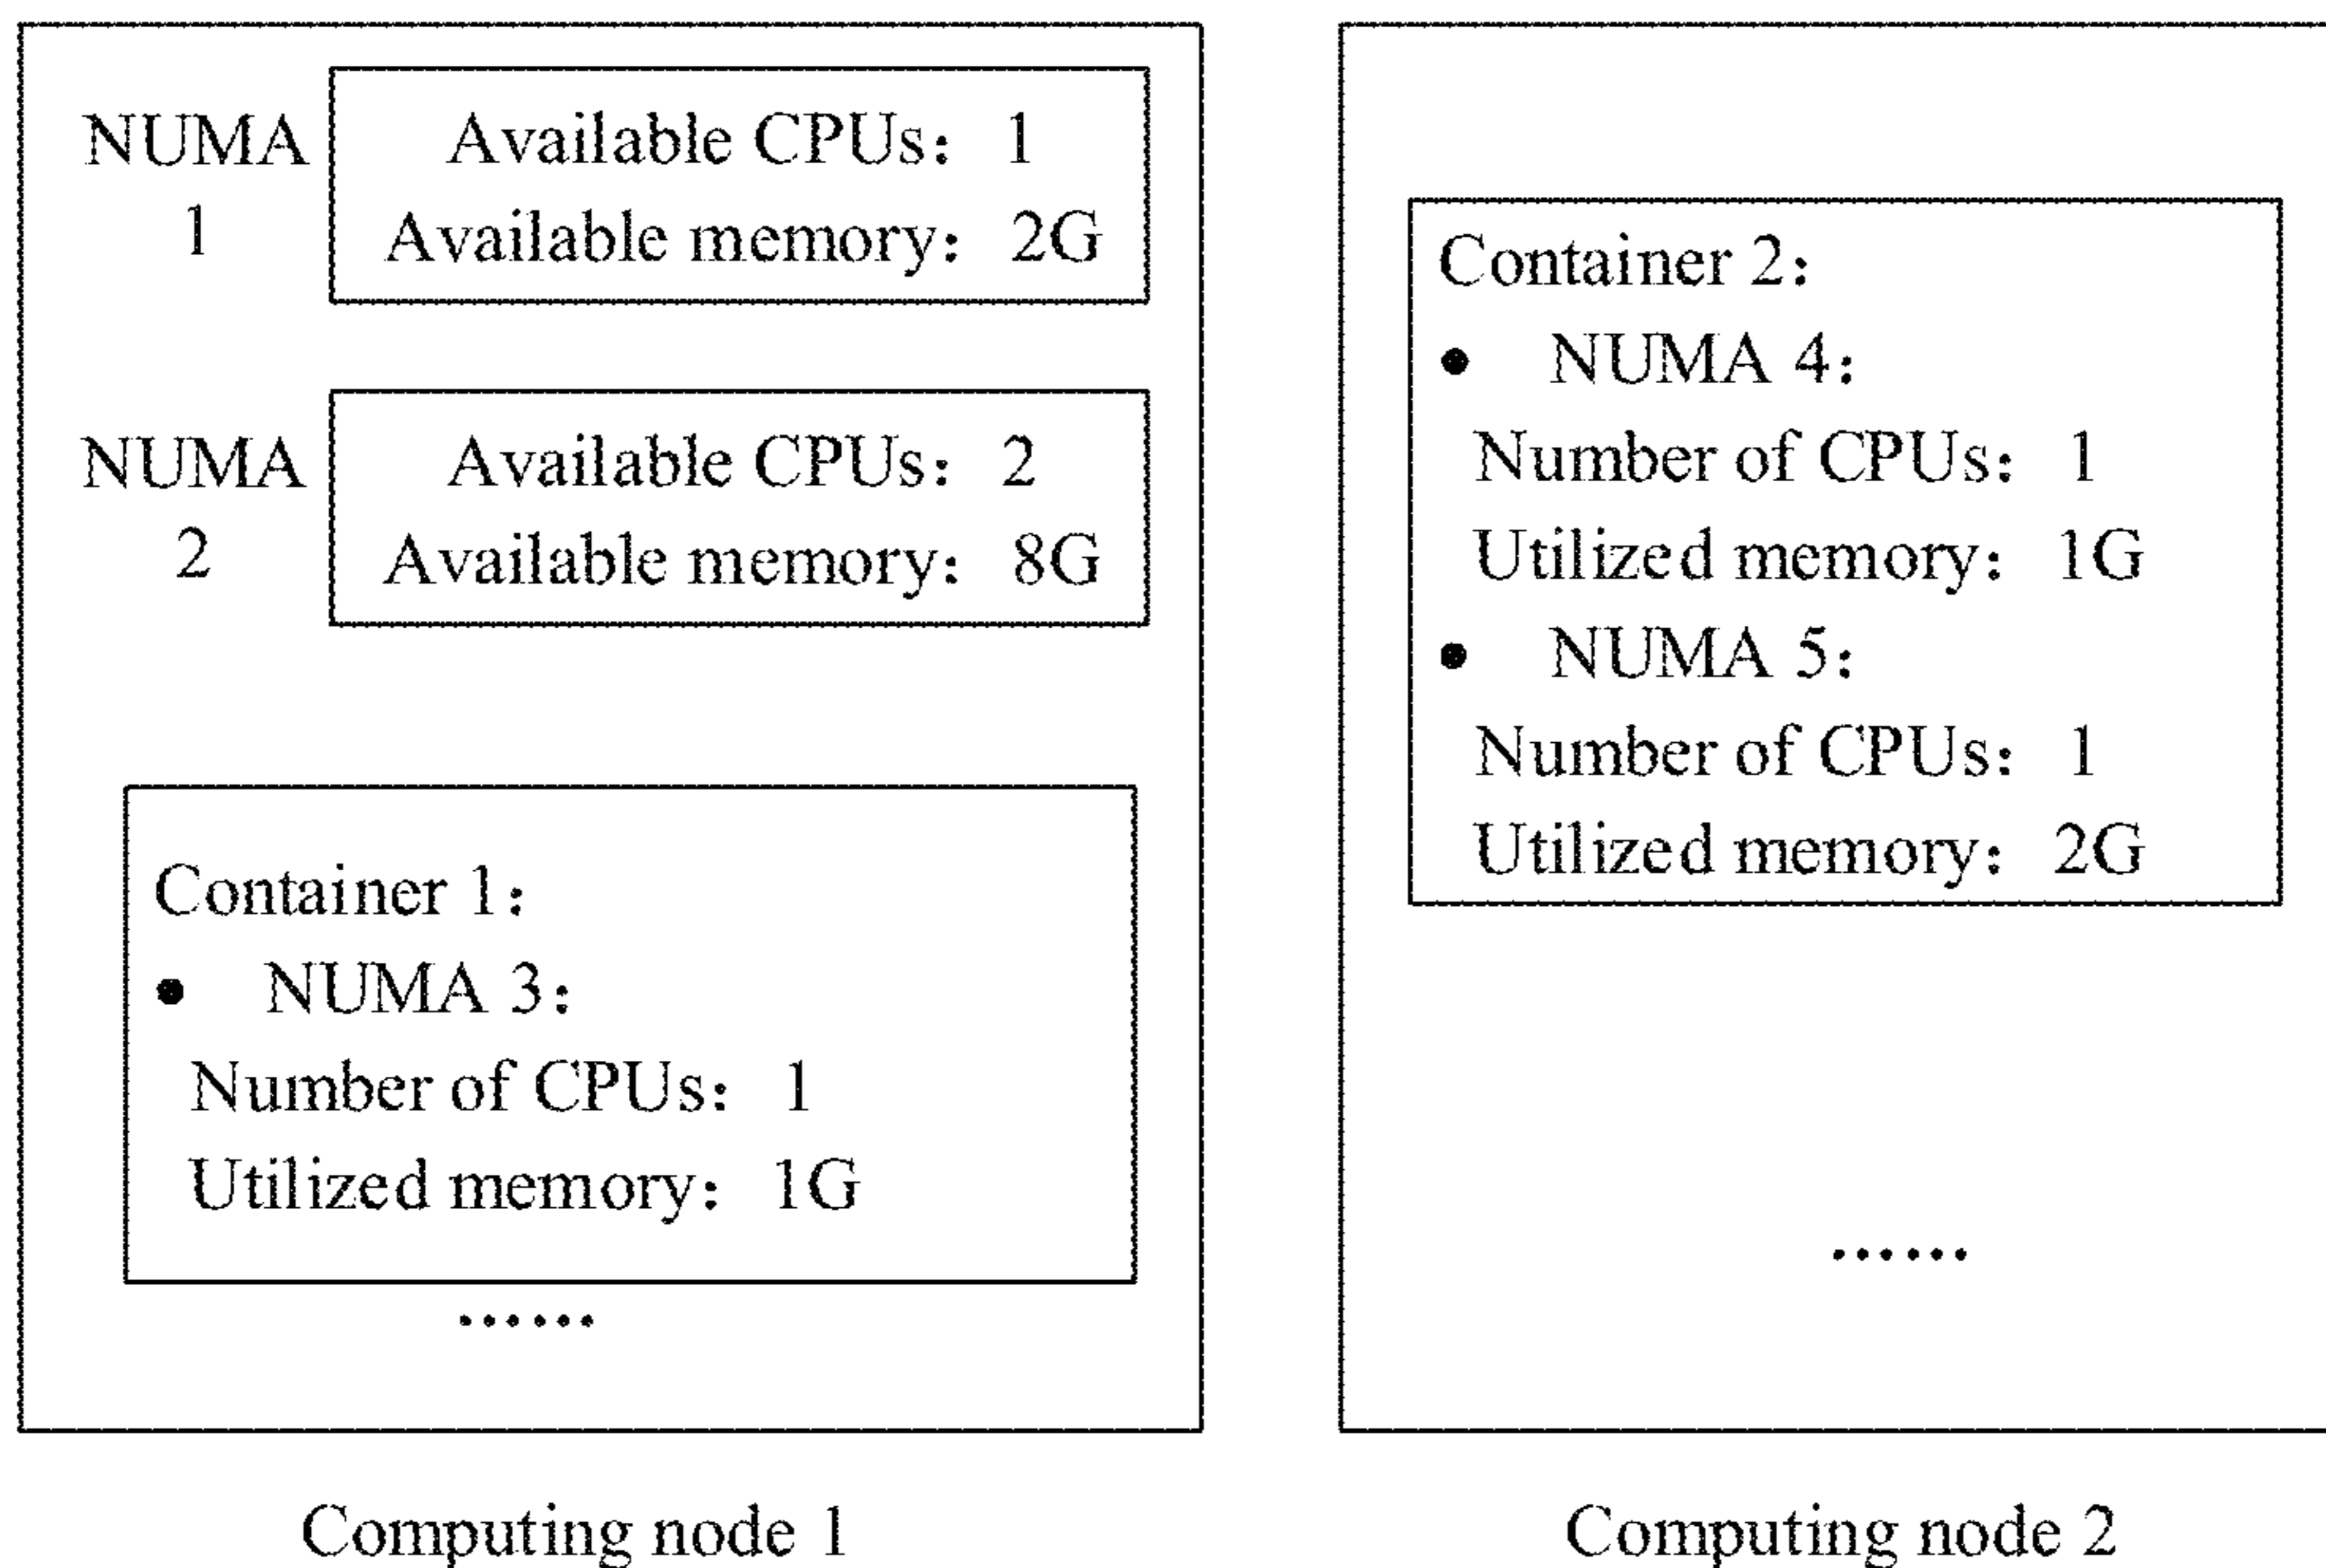 NUMA
1
Available CPUs: 1
Available memory: 2G
NUMA
2
Available CPUs: 2
Available memory: 8G
Container 1:
• NUMA 3:
Number of CPUs: 1
Utilized memory: 1G
......
Computing node 1
Container 2:
• NUMA 4:
Number of CPUs: 1
Utilized memory: 1G
• NUMA 5:
Number of CPUs: 1
Utilized memory: 2G
......
Computing node 2